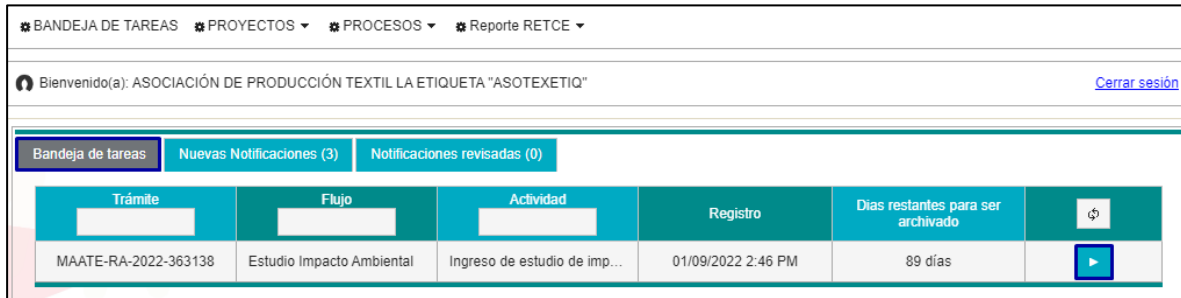 BANDEJA DE TAREAS PROYECTOS PROCESOS Reporte RETCE
Bienvenido(a): ASOCIACIÓN DE PRODUCCIÓN TEXTIL LA ETIQUETA "ASOTEXETIQ" Cerrar sesión
Bandeja de tareas Nuevas Notificaciones (3) Notificaciones revisadas (0)
Trámite Flujo Actividad Registro Dias restantes para ser archivado
MAATE-RA-2022-363138 Estudio Impacto Ambiental Ingreso de estudio de imp... 01/09/2022 2:46 PM 89 días